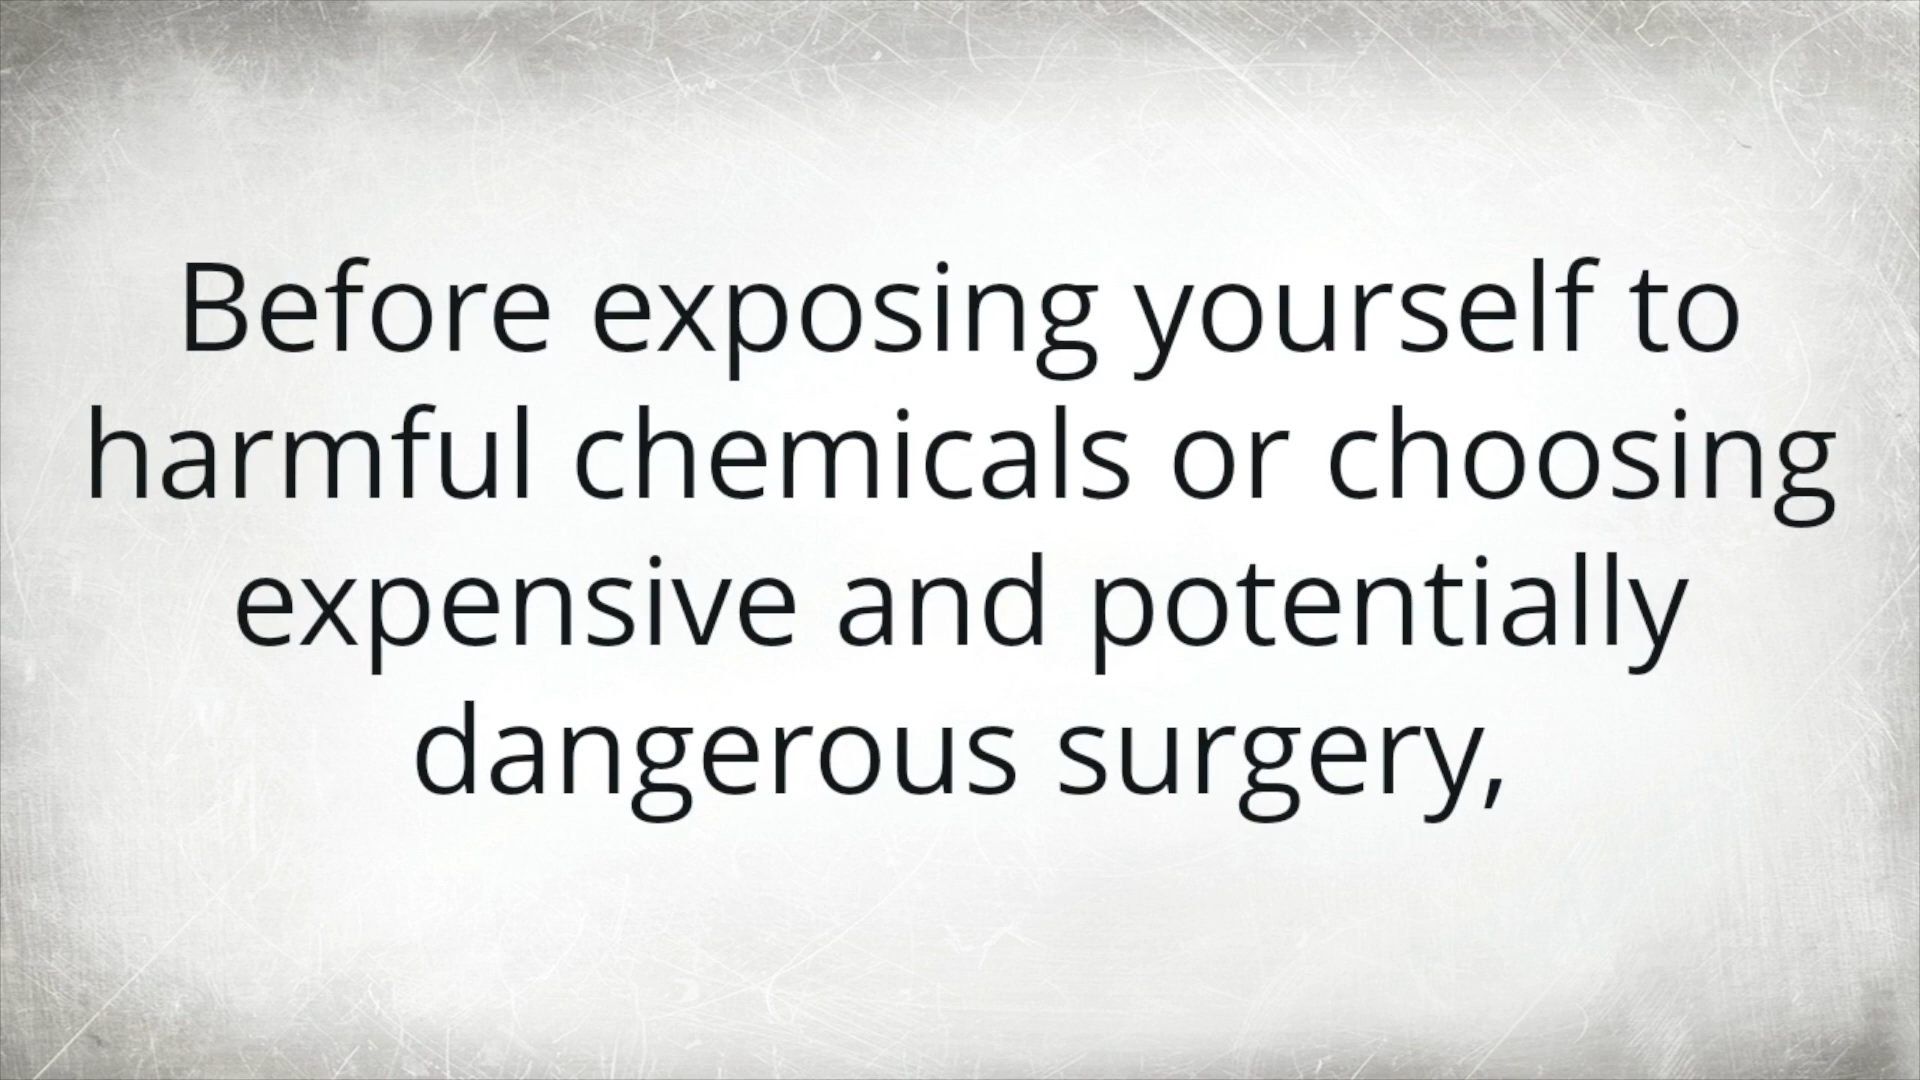 Before exposing yourself to
harmful chemicals or choosing
expensive and potentially
dangerous surgery,